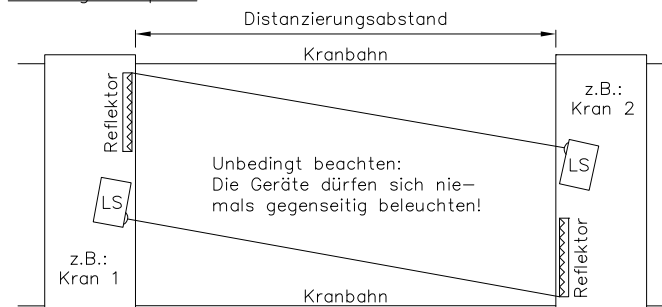 Distanzierungsabstand
Kranbahn
Reflektor
z.B.:
Kran 2
LS
Unbedingt beachten:
Die Geräte dürfen sich nie-
mals gegenseitig beleuchten!
LS
Reflektor
z.B.:
Kran 1
Kranbahn